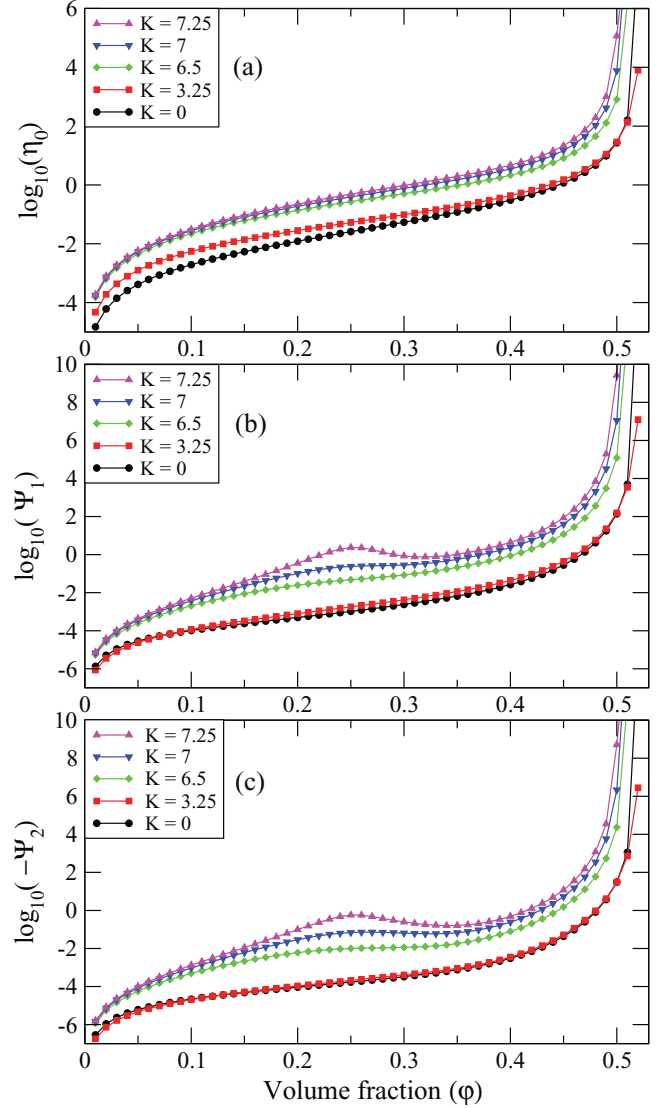 6
4
2
0
-2
-4
log10(η0)
K = 7.25
K = 7
K = 6.5
K = 3.25
K = 0
(a)
0 0.1 0.2 0.3 0.4 0.5
10
8
6
4
2
0
-2
-4
-6
log10(Ψ1)
K = 7.25
K = 7
K = 6.5
K = 3.25
K = 0
(b)
0 0.1 0.2 0.3 0.4 0.5
10
8
6
4
2
0
-2
-4
-6
log10(−Ψ2)
K = 7.25
K = 7
K = 6.5
K = 3.25
K = 0
(c)
0 0.1 0.2 0.3 0.4 0.5
Volume fraction (φ)